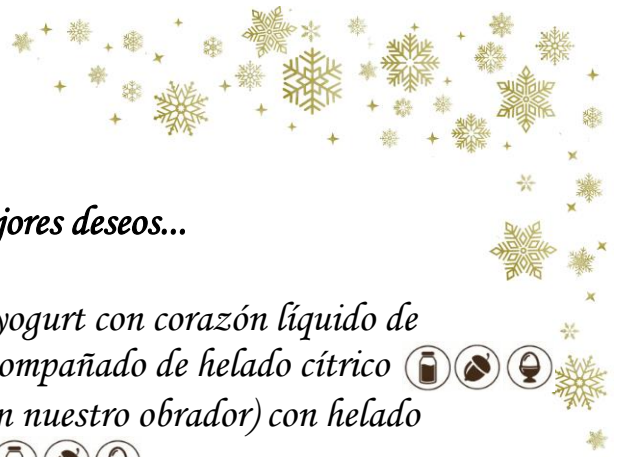 jores deseos...
yogurt con corazón líquido de
ompañado de helado cítrico
n nuestro obrador) con helado